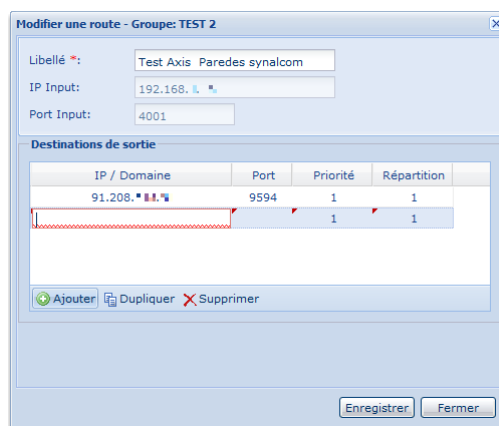 Modifier une route - Groupe: TEST 2
Libellé *: Test Axis Paredes synalcom
IP Input: 192.168.
Port Input: 4001
Destinations de sortie
IP / Domaine Port Priorité Répartition
91.208. 9594 1 1
1 1
Ajouter Dupliquer Supprimer
Enregistrer Fermer